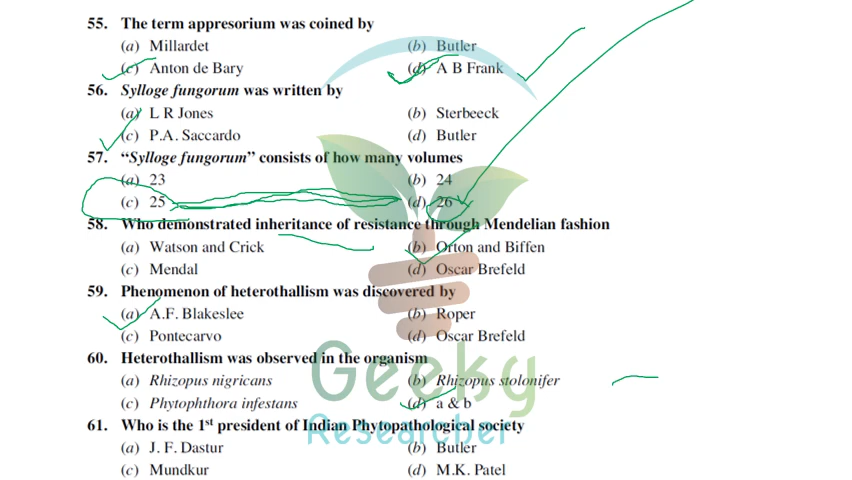 55. The term appresorium was coined by
(a) Millardet (b) Butler
(c) Anton de Bary (d) A B Frank
56. Sylloge fungorum was written by
(a) L R Jones (b) Sterbeeck
(c) P.A. Saccardo (d) Butler
57. “Sylloge fungorum” consists of how many volumes
(a) 23 (b) 24
(c) 25 (d) 26
58. Who demonstrated inheritance of resistance through Mendelian fashion
(a) Watson and Crick (b) Orton and Biffen
(c) Mendal (d) Oscar Brefeld
59. Phenomenon of heterothallism was discovered by
(a) A.F. Blakeslee (b) Roper
(c) Pontecarvo (d) Oscar Brefeld
60. Heterothallism was observed in the organism
(a) Rhizopus nigricans (b) Rhizopus stolonifer
(c) Phytophthora infestans (d) a & b
61. Who is the 1st president of Indian Phytopathological society
(a) J. F. Dastur (b) Butler
(c) Mundkur (d) M.K. Patel
Geeky
Researcher